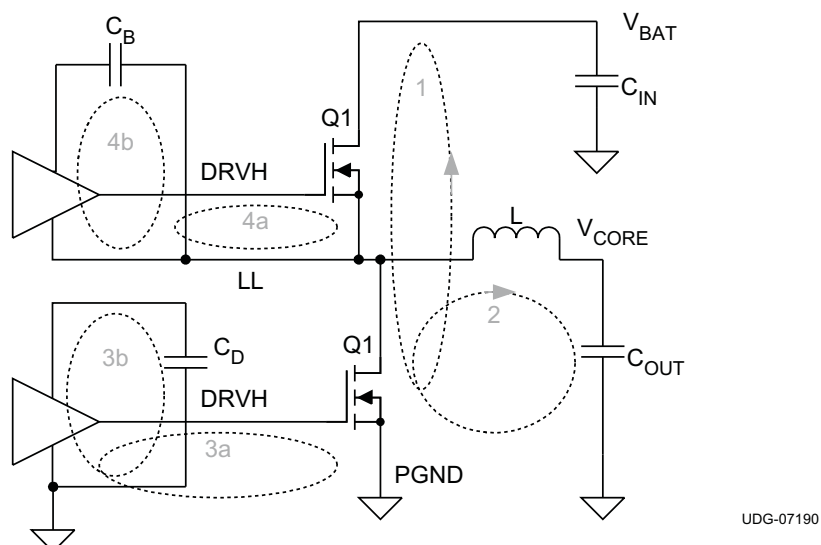 C_B
V_BAT
1
C_IN
Q1
4b
DRVH
4a
L
V_CORE
LL
2
Q1
3b
C_D
C_OUT
DRVH
3a
PGND
UDG-07190